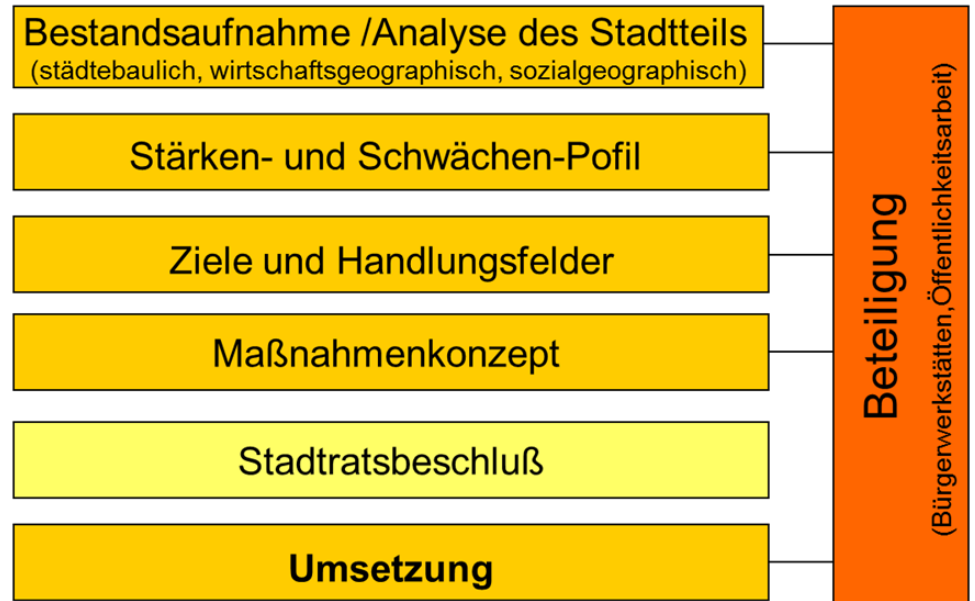 Bestandsaufnahme /Analyse des Stadtteils
(städtebaulich, wirtschaftsgeographisch, sozialgeographisch)
Stärken- und Schwächen-Pofil
Ziele und Handlungsfelder
Maßnahmenkonzept
Stadtratsbeschluß
Umsetzung
Beteiligung
(Bürgerwerkstätten,Öffentlichkeitsarbeit)